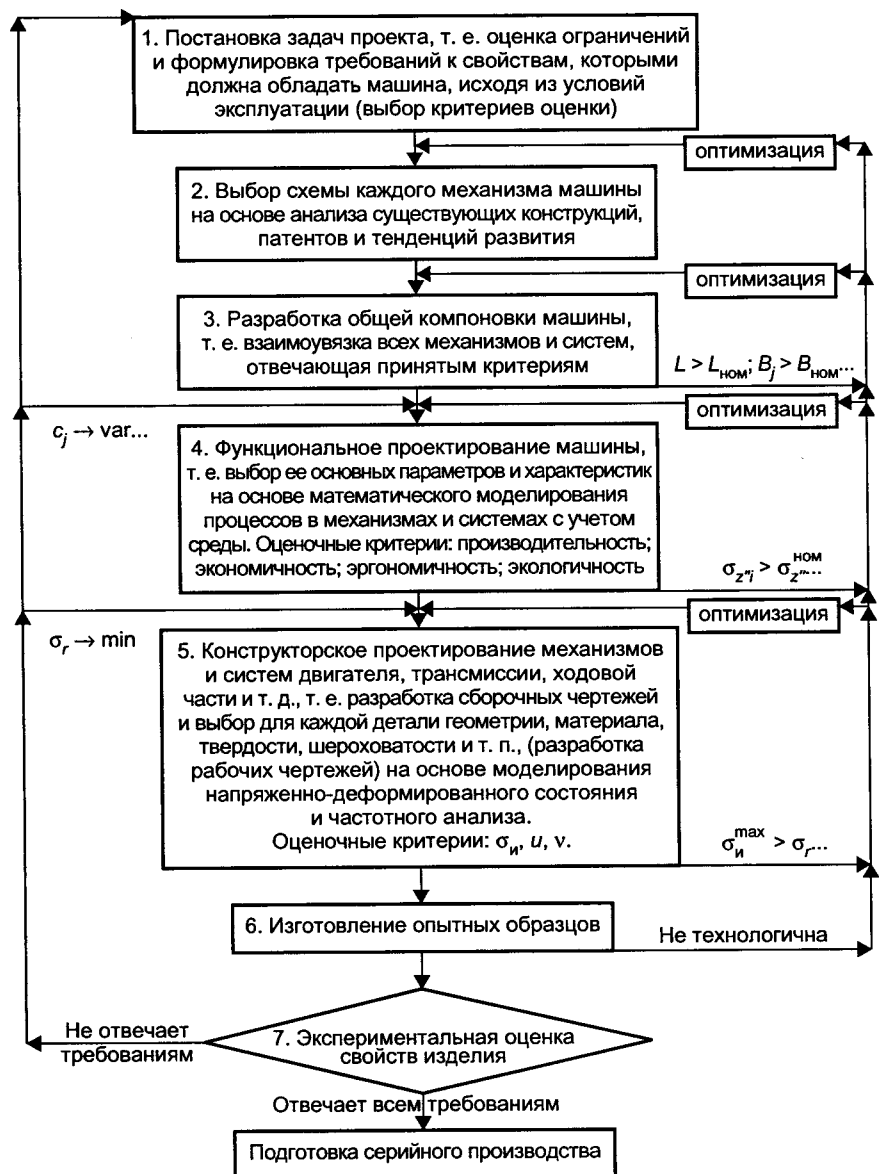 1. Постановка задач проекта, т. е. оценка ограничений
и формулировка требований к свойствам, которыми
должна обладать машина, исходя из условий
эксплуатации (выбор критериев оценки)
оптимизация
2. Выбор схемы каждого механизма машины
на основе анализа существующих конструкций,
патентов и тенденций развития
оптимизация
3. Разработка общей компоновки машины,
т. е. взаимоувязка всех механизмов и систем,
отвечающая принятым критериям
L > Lном; Bj > Bном...
оптимизация
cj → var...
4. Функциональное проектирование машины,
т. е. выбор ее основных параметров и характеристик
на основе математического моделирования
процессов в механизмах и системах с учетом
среды. Оценочные критерии: производительность;
экономичность; эргономичность; экологичность
σz"i > σz"ном...
оптимизация
σr → min
5. Конструкторское проектирование механизмов
и систем двигателя, трансмиссии, ходовой
части и т. д., т. е. разработка сборочных чертежей
и выбор для каждой детали геометрии, материала,
твердости, шероховатости и т. п., (разработка
рабочих чертежей) на основе моделирования
напряженно-деформированного состояния
и частотного анализа.
Оценочные критерии: σи, u, ν.
σиmax > σr...
6. Изготовление опытных образцов
Не технологична
7. Экспериментальная оценка
свойств изделия
Не отвечает
требованиям
Отвечает всем требованиям
Подготовка серийного производства